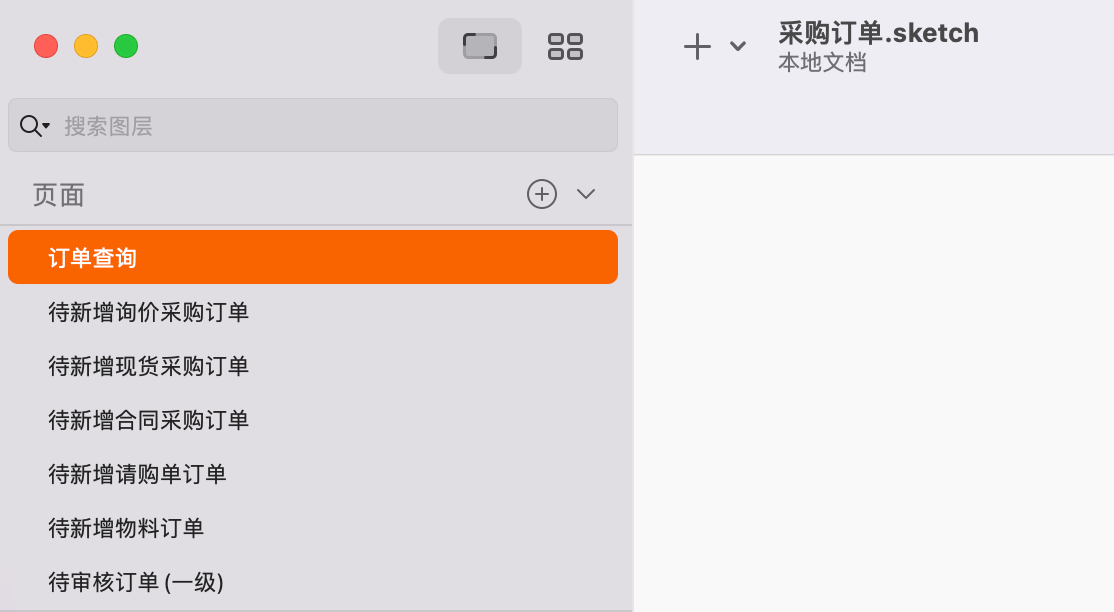 采购订单.sketch
本地文档
搜索图层
页面
订单查询
待新增询价采购订单
待新增现货采购订单
待新增合同采购订单
待新增请购单订单
待新增物料订单
待审核订单(一级)